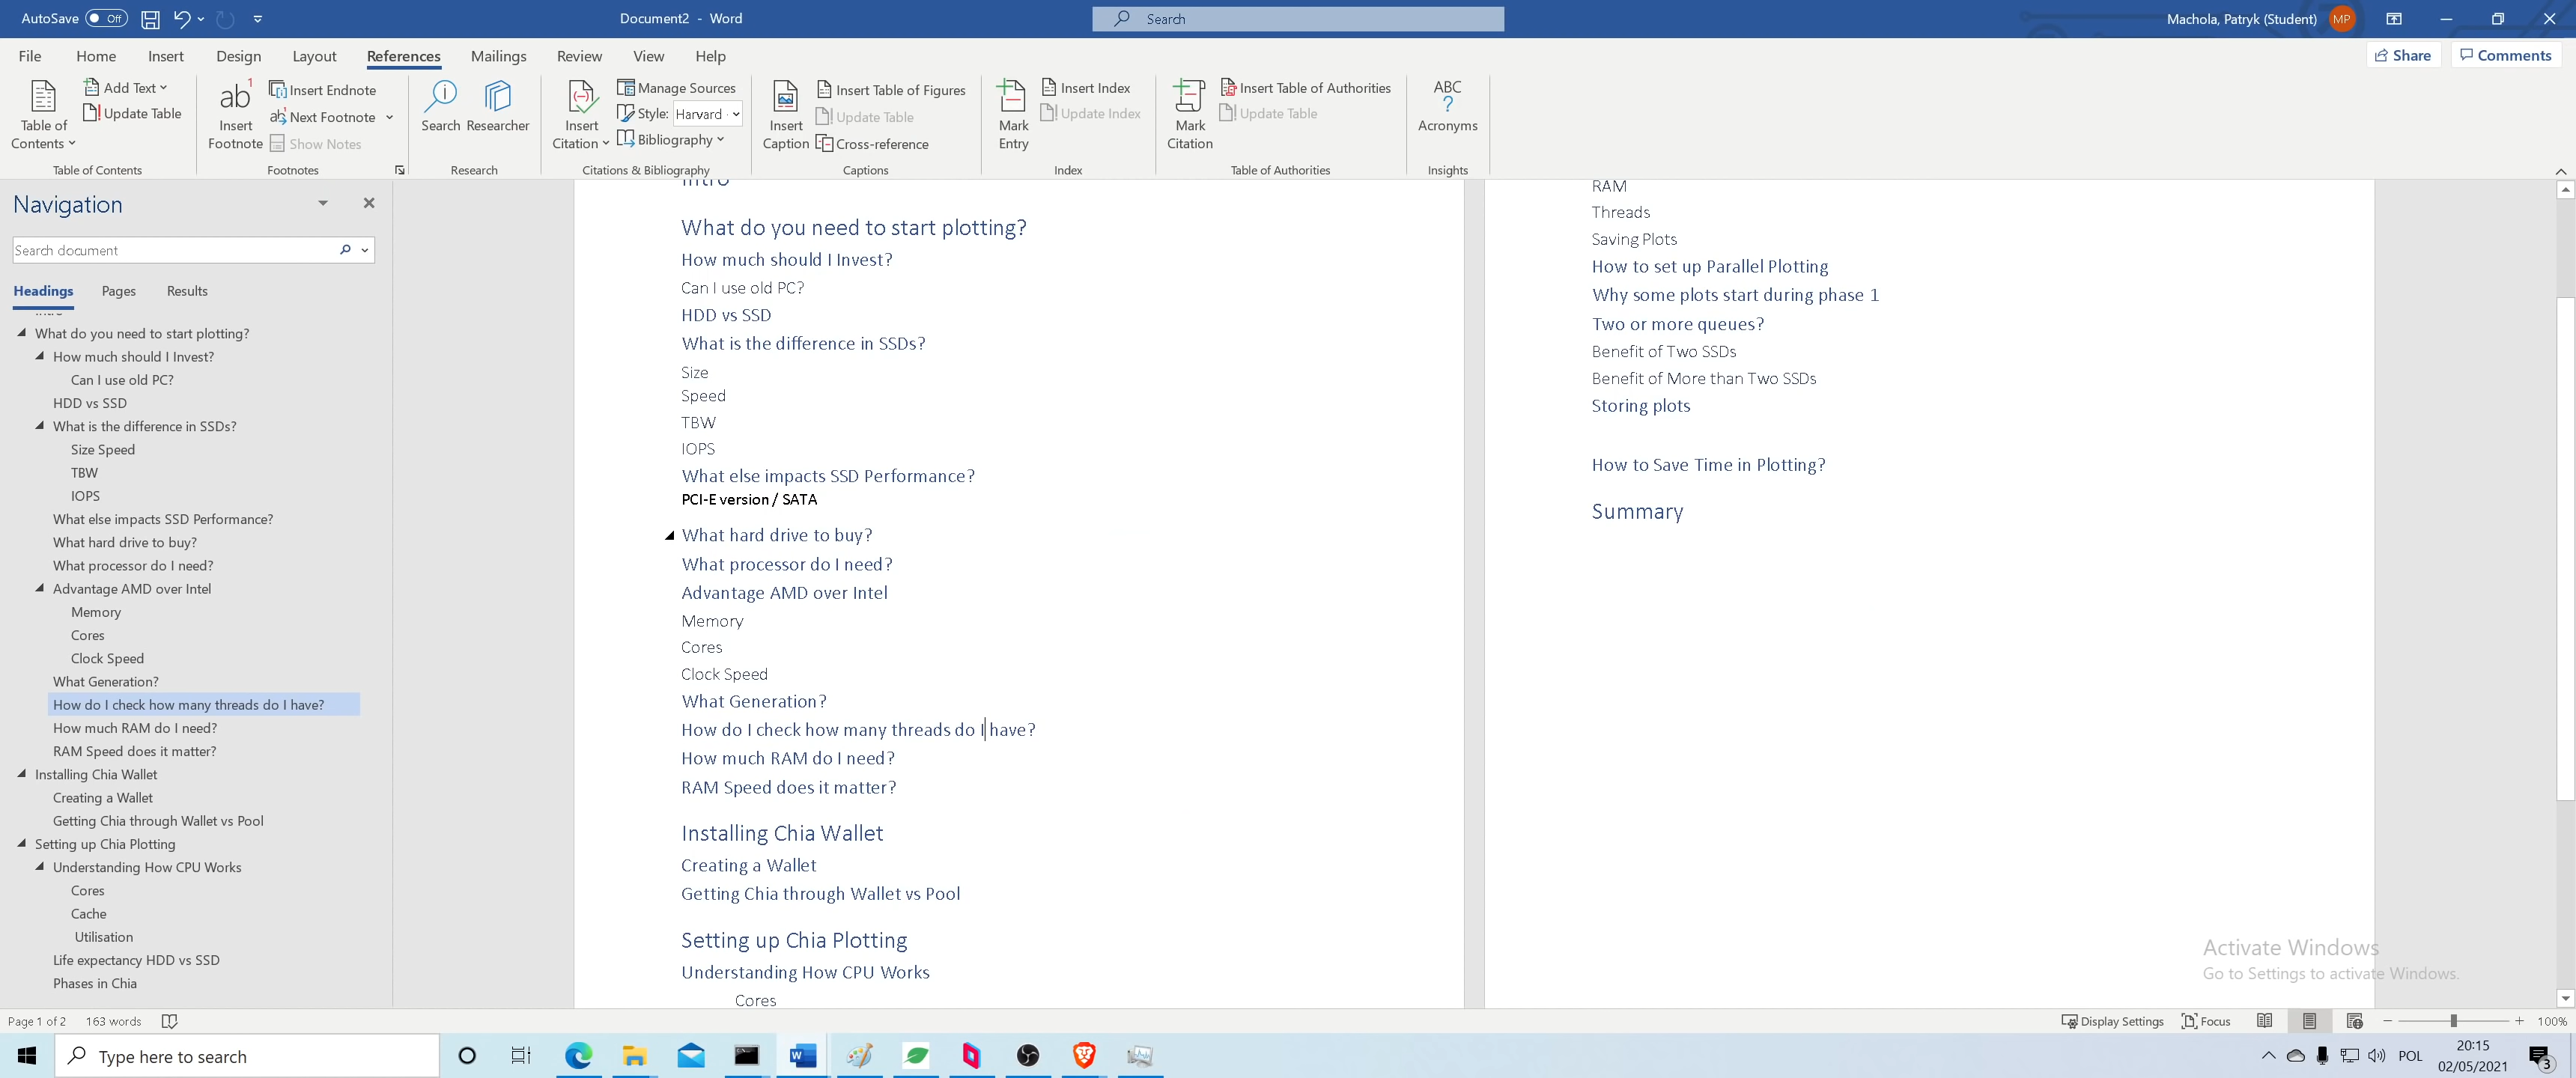 AutoSave Off
Document2 - Word
Search
Machola, Patryk (Student) MP
File Home Insert Design Layout References Mailings Review View Help
Share Comments
Table of Contents
Add Text
Update Table
Table of Contents
ab 1
Insert Footnote
Insert Endnote
Next Footnote
Show Notes
Footnotes
Search
Researcher
Research
Insert Citation
Manage Sources
Style: Harvard
Bibliography
Citations & Bibliography
Insert Caption
Insert Table of Figures
Update Table
Cross-reference
Captions
Mark Entry
Insert Index
Update Index
Index
Mark Citation
Insert Table of Authorities
Update Table
Table of Authorities
ABC
?
Acronyms
Insights
Navigation
Search document
Headings Pages Results
Intro
What do you need to start plotting?
How much should I Invest?
Can I use old PC?
HDD vs SSD
What is the difference in SSDs?
Size Speed
TBW
IOPS
What else impacts SSD Performance?
What hard drive to buy?
What processor do I need?
Advantage AMD over Intel
Memory
Cores
Clock Speed
What Generation?
How do I check how many threads do I have?
How much RAM do I need?
RAM Speed does it matter?
Installing Chia Wallet
Creating a Wallet
Getting Chia through Wallet vs Pool
Setting up Chia Plotting
Understanding How CPU Works
Cores
Cache
Utilisation
Life expectancy HDD vs SSD
Phases in Chia
Intro
What do you need to start plotting?
How much should I Invest?
Can I use old PC?
HDD vs SSD
What is the difference in SSDs?
Size
Speed
TBW
IOPS
What else impacts SSD Performance?
PCI-E version / SATA
What hard drive to buy?
What processor do I need?
Advantage AMD over Intel
Memory
Cores
Clock Speed
What Generation?
How do I check how many threads do I have?
How much RAM do I need?
RAM Speed does it matter?
Installing Chia Wallet
Creating a Wallet
Getting Chia through Wallet vs Pool
Setting up Chia Plotting
Understanding How CPU Works
Cores
RAM
Threads
Saving Plots
How to set up Parallel Plotting
Why some plots start during phase 1
Two or more queues?
Benefit of Two SSDs
Benefit of More than Two SSDs
Storing plots
How to Save Time in Plotting?
Summary
Activate Windows
Go to Settings to activate Windows.
Page 1 of 2 163 words
Display Settings Focus 100%
Type here to search
POL
20:15
02/05/2021
3